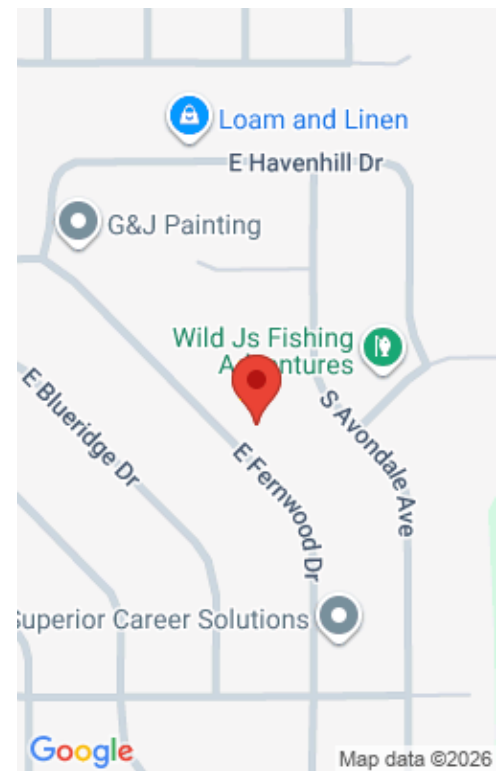 Loam and Linen
E Havenhill Dr
G&J Painting
Wild Js Fishing
Adventures
S Avondale Ave
E Blueridge Dr
E Fernwood Dr
Superior Career Solutions
Google
Map data ©2026